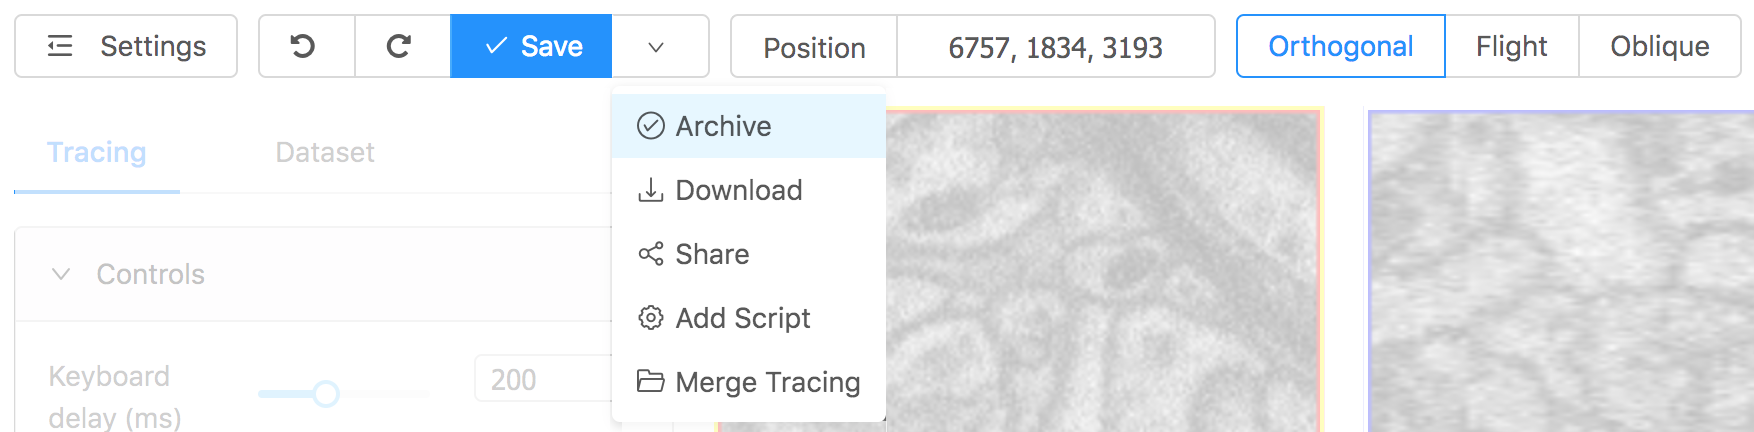 Settings
Save
Position 6757, 1834, 3193
Orthogonal Flight Oblique
Tracing Dataset
Archive
Download
Share
Add Script
Merge Tracing
Controls
Keyboard
delay (ms)
200